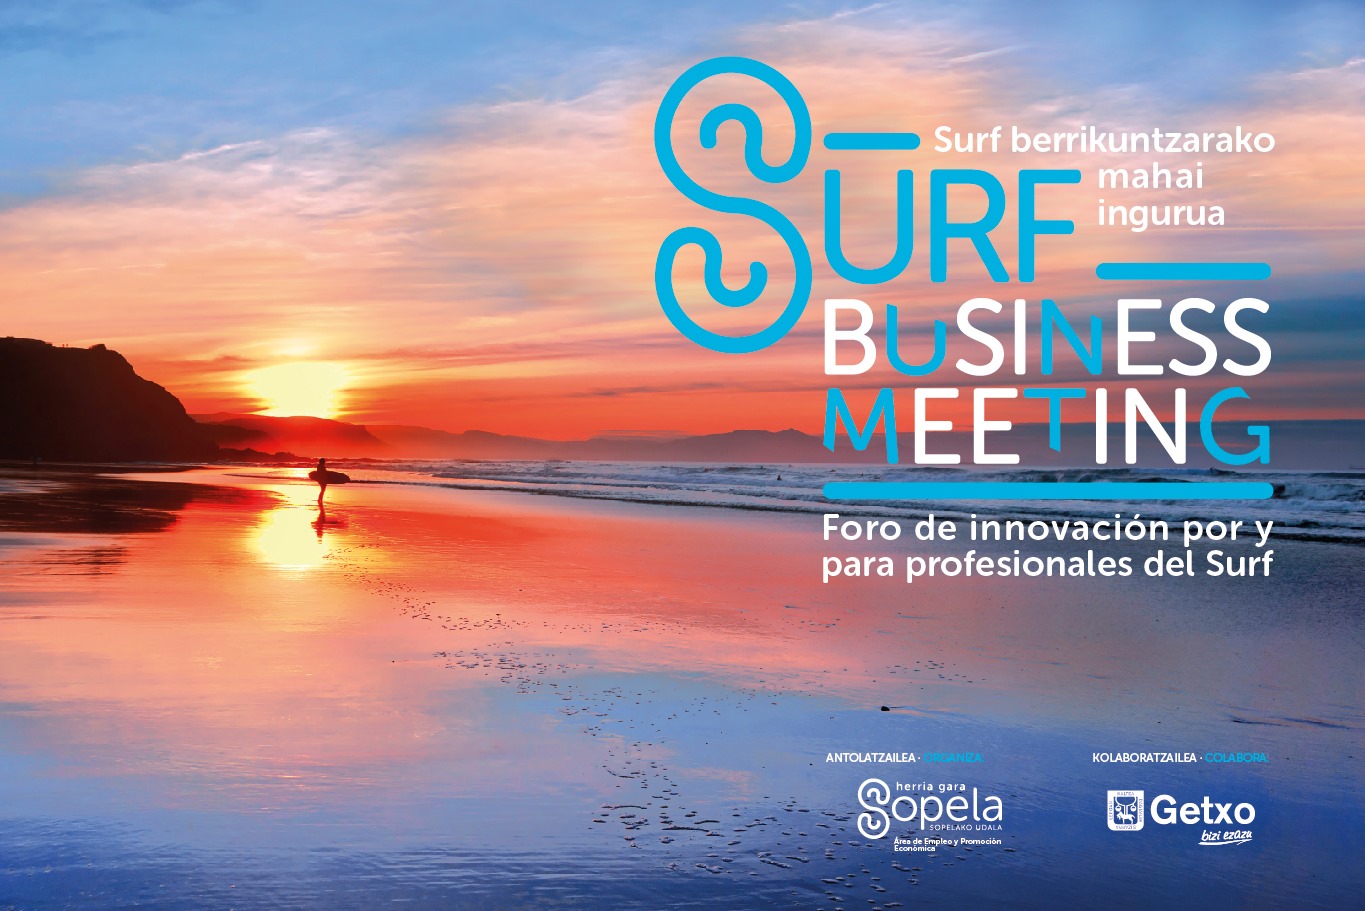 Surf berrikuntzarako
mahai
ingurua
SURF
BUSINESS
MEETING
Foro de innovación por y
para profesionales del Surf
ANTOLATZAILEA · ORGANIZA:
herria gara
Sopela
SOPELAKO UDALA
Área de Empleo y Promoción
Económica
KOLABORATZAILEA · COLABORA:
Getxo
bizi ezazu